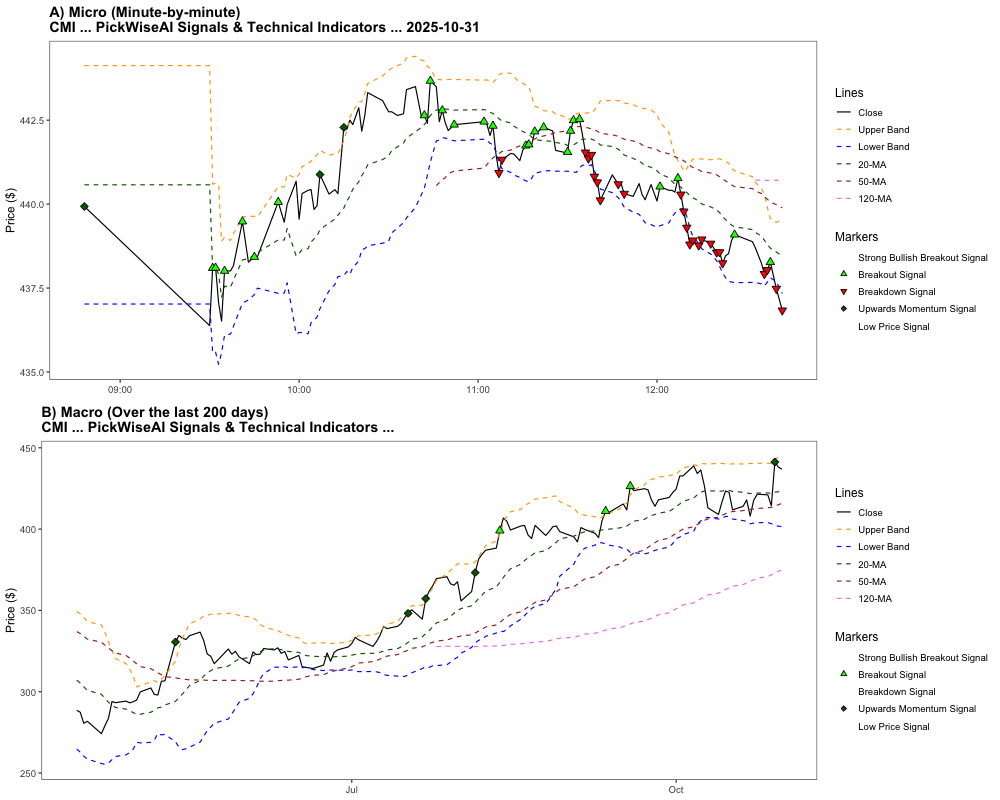 A) Micro (Minute-by-minute)
CMI ... PickWiseAI Signals & Technical Indicators ... 2025-10-31
442.5
440.0
437.5
435.0
Price ($)
09:00
10:00
11:00
12:00
Lines
Close
Upper Band
Lower Band
20-MA
50-MA
120-MA
Markers
Strong Bullish Breakout Signal
Breakout Signal
Breakdown Signal
Upwards Momentum Signal
Low Price Signal
B) Macro (Over the last 200 days)
CMI ... PickWiseAI Signals & Technical Indicators ...
450
400
350
300
250
Price ($)
Jul
Oct
Lines
Close
Upper Band
Lower Band
20-MA
50-MA
120-MA
Markers
Strong Bullish Breakout Signal
Breakout Signal
Breakdown Signal
Upwards Momentum Signal
Low Price Signal